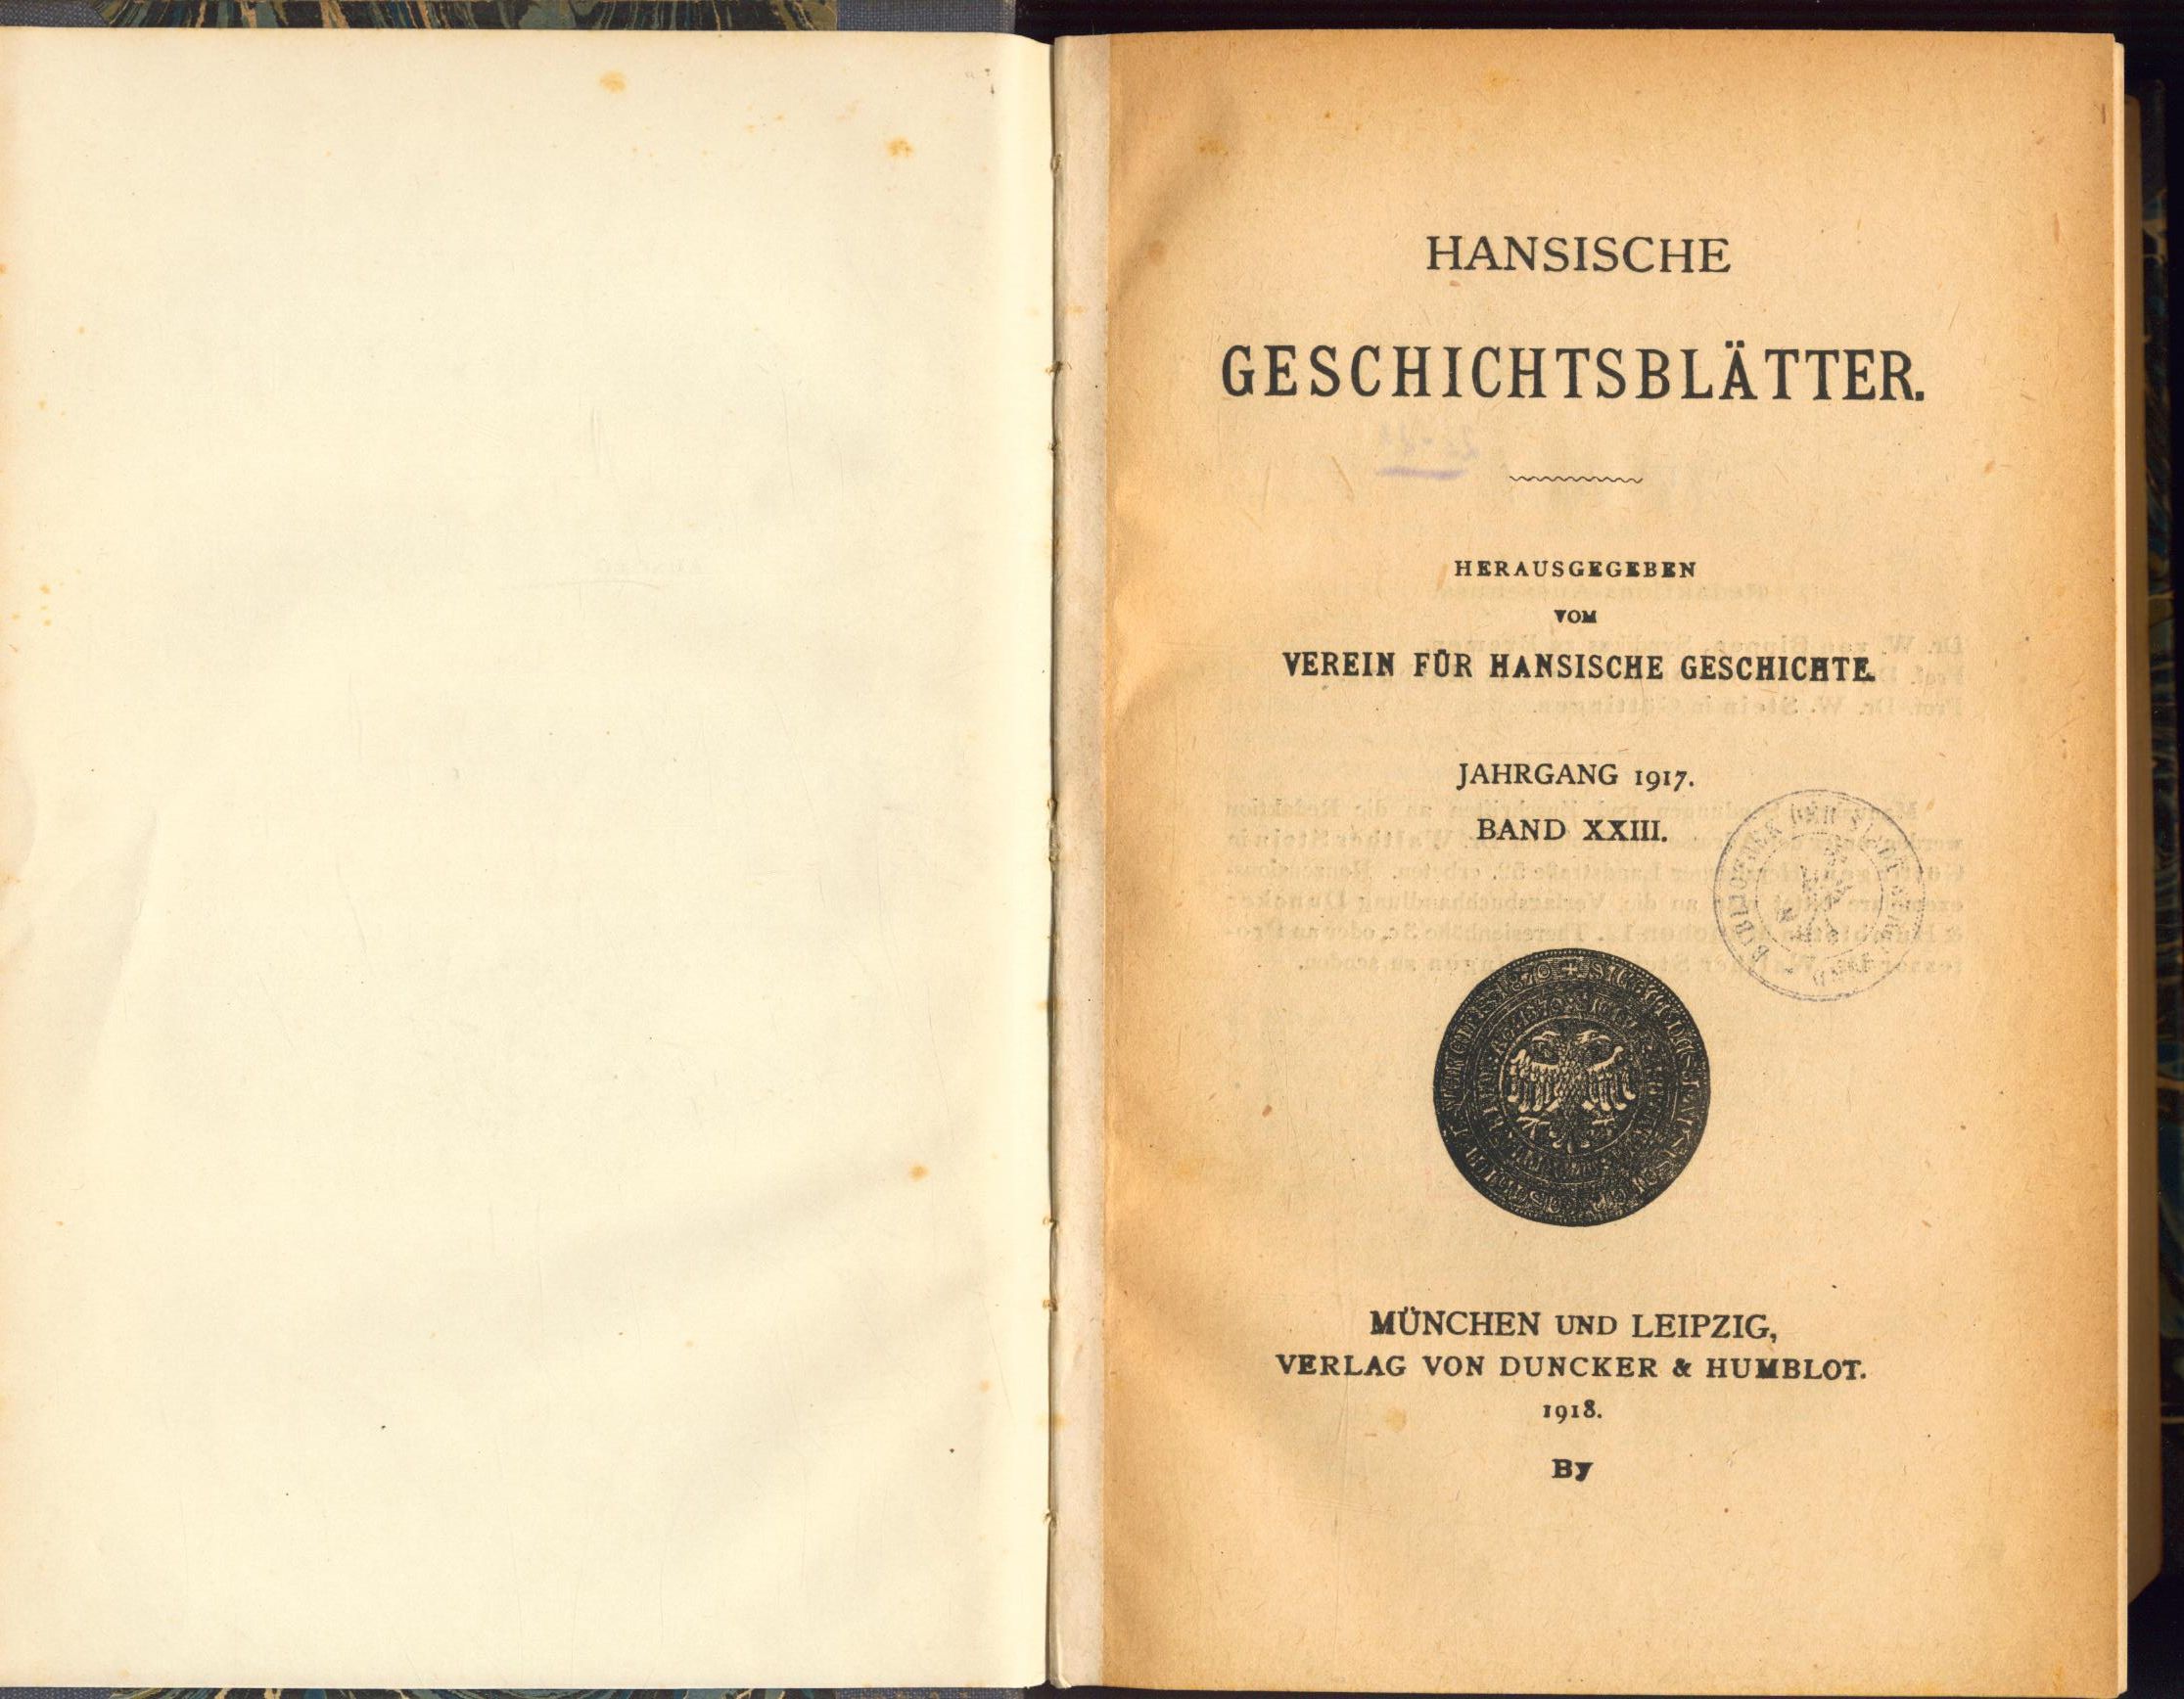 HANSISCHE
GESCHICHTSBLÄTTER.
HERAUSGEGEBEN
VOM
VEREIN FÜR HANSISCHE GESCHICHTE.
JAHRGANG 1917.
BAND XXIII.
MÜNCHEN UND LEIPZIG,
VERLAG VON DUNCKER & HUMBLOT.
1918.
By